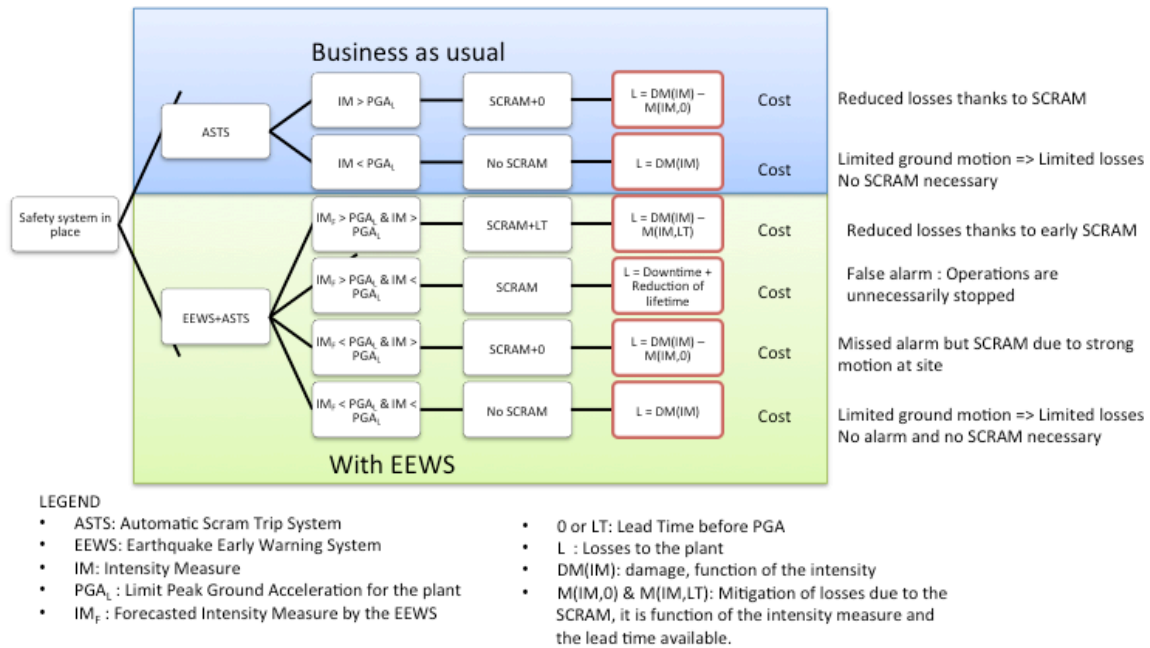 Business as usual
Safety system in
place
ASTS
IM > PGAL
SCRAM+0
L = DM(IM) –
M(IM,0)
Cost
Reduced losses thanks to SCRAM
IM < PGAL
No SCRAM
L = DM(IM)
Cost
Limited ground motion => Limited losses
No SCRAM necessary
EEWS+ASTS
IMF > PGAL & IM >
PGAL
SCRAM+LT
L = DM(IM) –
M(IM,LT)
Cost
Reduced losses thanks to early SCRAM
IMF > PGAL & IM <
PGAL
SCRAM
L = Downtime +
Reduction of
lifetime
Cost
False alarm : Operations are
unnecessarily stopped
IMF < PGAL & IM >
PGAL
SCRAM+0
L = DM(IM) –
M(IM,0)
Cost
Missed alarm but SCRAM due to strong
motion at site
IMF < PGAL & IM <
PGAL
No SCRAM
L = DM(IM)
Cost
Limited ground motion => Limited losses
No alarm and no SCRAM necessary
With EEWS
LEGEND
• ASTS: Automatic Scram Trip System
• EEWS: Earthquake Early Warning System
• IM: Intensity Measure
• PGAL : Limit Peak Ground Acceleration for the plant
• IMF : Forecasted Intensity Measure by the EEWS
• 0 or LT: Lead Time before PGA
• L : Losses to the plant
• DM(IM): damage, function of the intensity
• M(IM,0) & M(IM,LT): Mitigation of losses due to the
SCRAM, it is function of the intensity measure and
the lead time available.